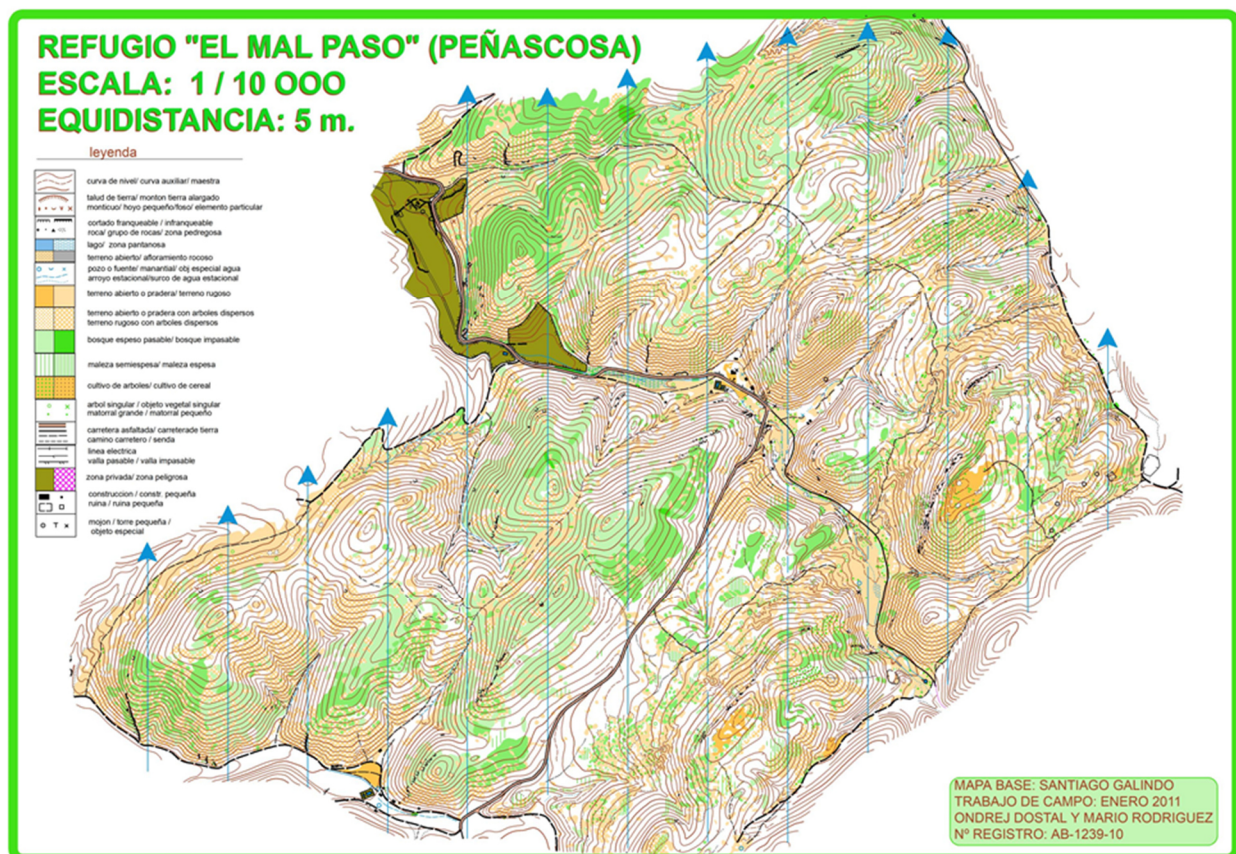 REFUGIO "EL MAL PASO" (PEÑASCOSA)
ESCALA: 1 / 10 OOO
EQUIDISTANCIA: 5 m.
leyenda
curva de nivel/ curva auxiliar/ maestra
talud de tierra/ monton tierra alargado
monticuo/ hoyo pequeño/foso/ elemento particular
cortado franqueable / infranqueable
roca/ grupo de rocas/ zona pedregosa
lago/ zona pantanosa
terreno abierto/ afloramiento rocoso
pozo o fuente/ manantial/ obj especial agua
arroyo estacional/surco de agua estacional
terreno abierto o pradera/ terreno rugoso
terreno abierto o pradera con arboles dispersos
terreno rugoso con arboles dispersos
bosque espeso pasable/ bosque impasable
maleza semiespesa/ maleza espesa
cultivo de arboles/ cultivo de cereal
arbol singular / objeto vegetal singular
matorral grande / matorral pequeño
carretera asfaltada/ carreterade tierra
camino carretero / senda
linea electrica
valla pasable / valla impasable
zona privada/ zona peligrosa
construccion / constr. pequeña
ruina / ruina pequeña
mojon / torre pequeña /
objeto especial
MAPA BASE: SANTIAGO GALINDO
TRABAJO DE CAMPO: ENERO 2011
ONDREJ DOSTAL Y MARIO RODRIGUEZ
Nº REGISTRO: AB-1239-10